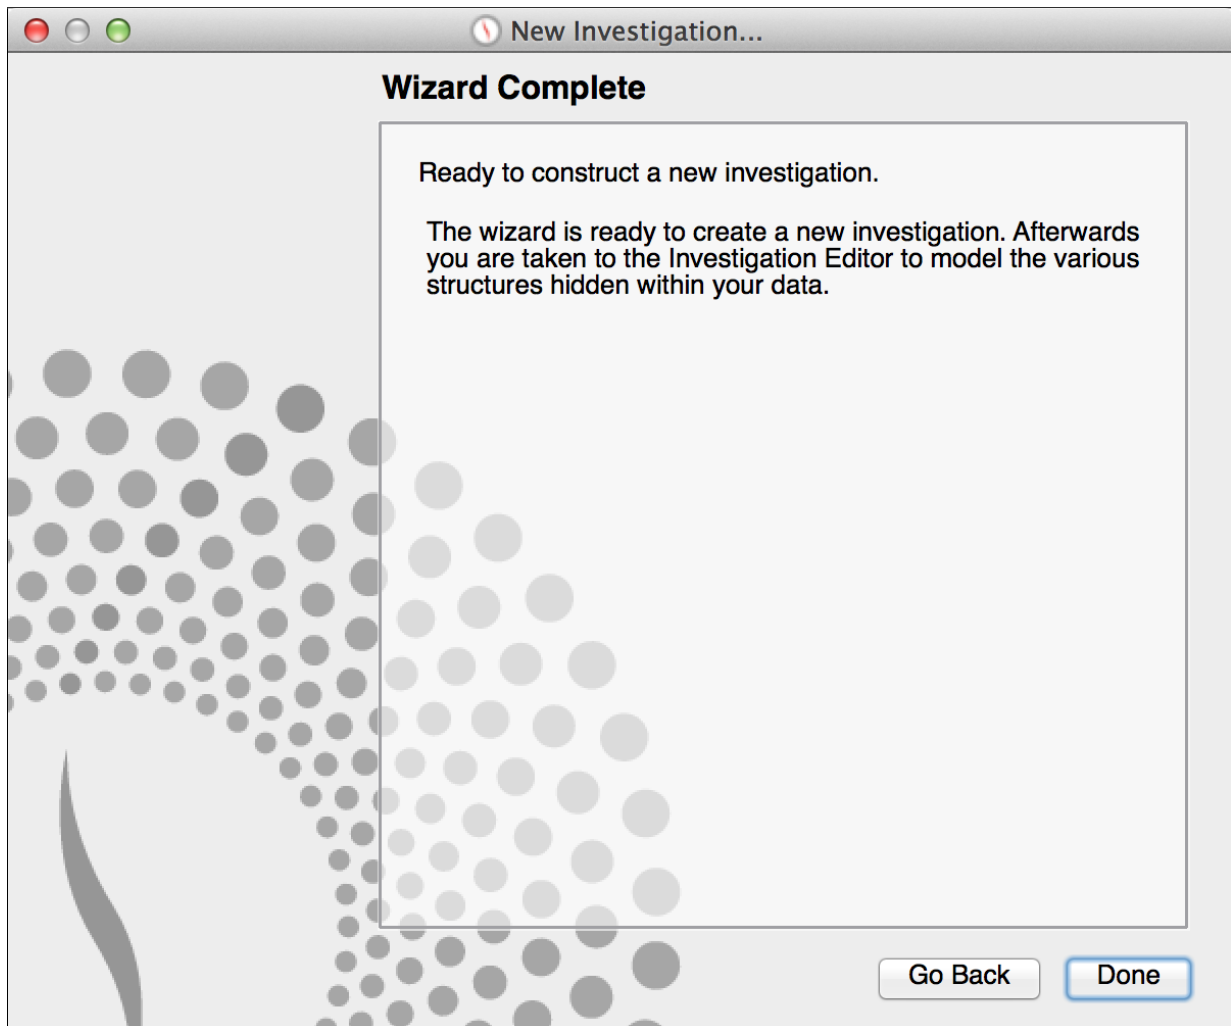 New Investigation...
Wizard Complete
Ready to construct a new investigation.
The wizard is ready to create a new investigation. Afterwards
you are taken to the Investigation Editor to model the various
structures hidden within your data.
Go Back
Done